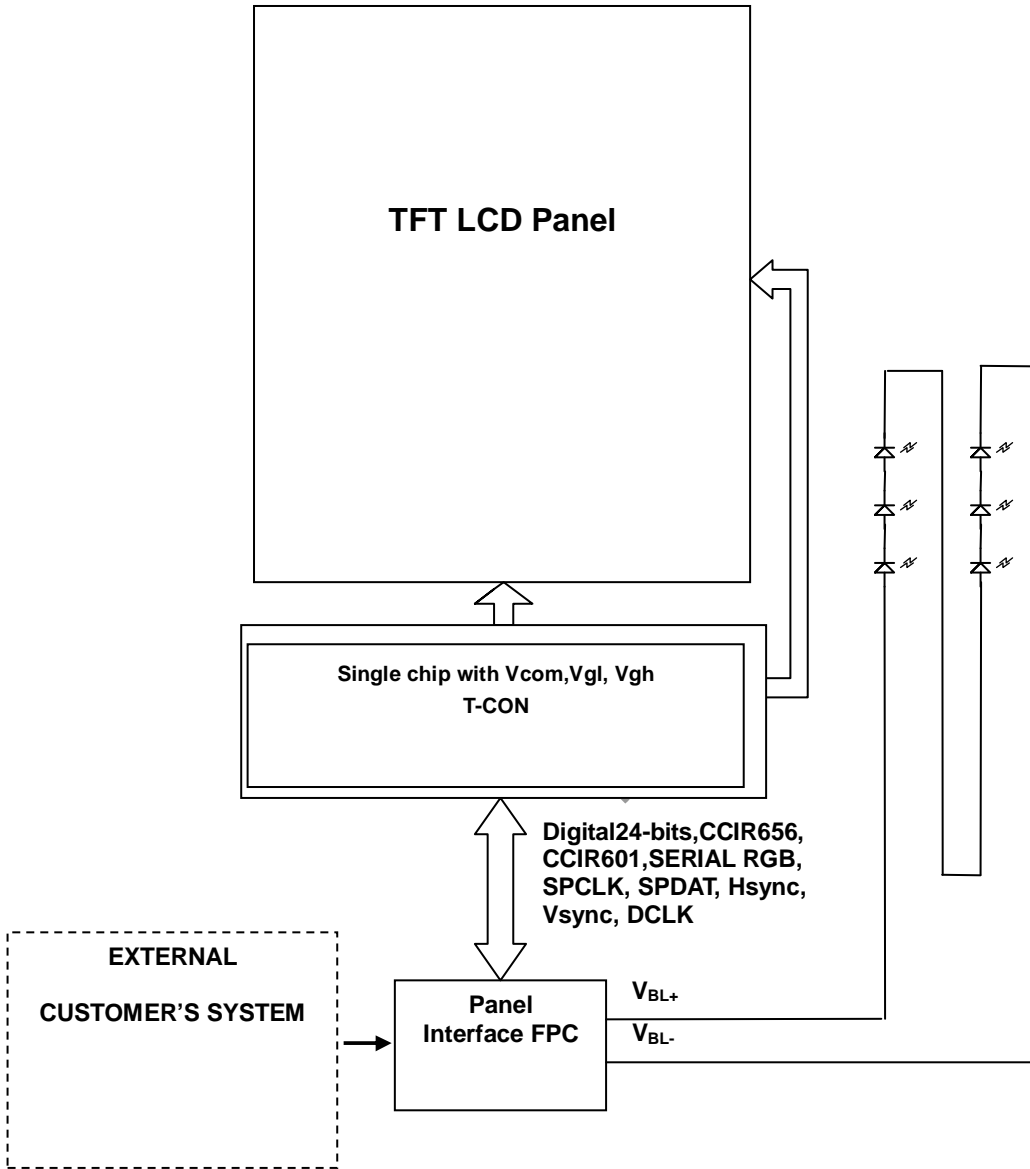 TFT LCD Panel
Single chip with Vcom,Vgl, Vgh
T-CON
Digital24-bits,CCIR656,
CCIR601,SERIAL RGB,
SPCLK, SPDAT, Hsync,
Vsync, DCLK
EXTERNAL
CUSTOMER’S SYSTEM
Panel
Interface FPC
VBL+
VBL-